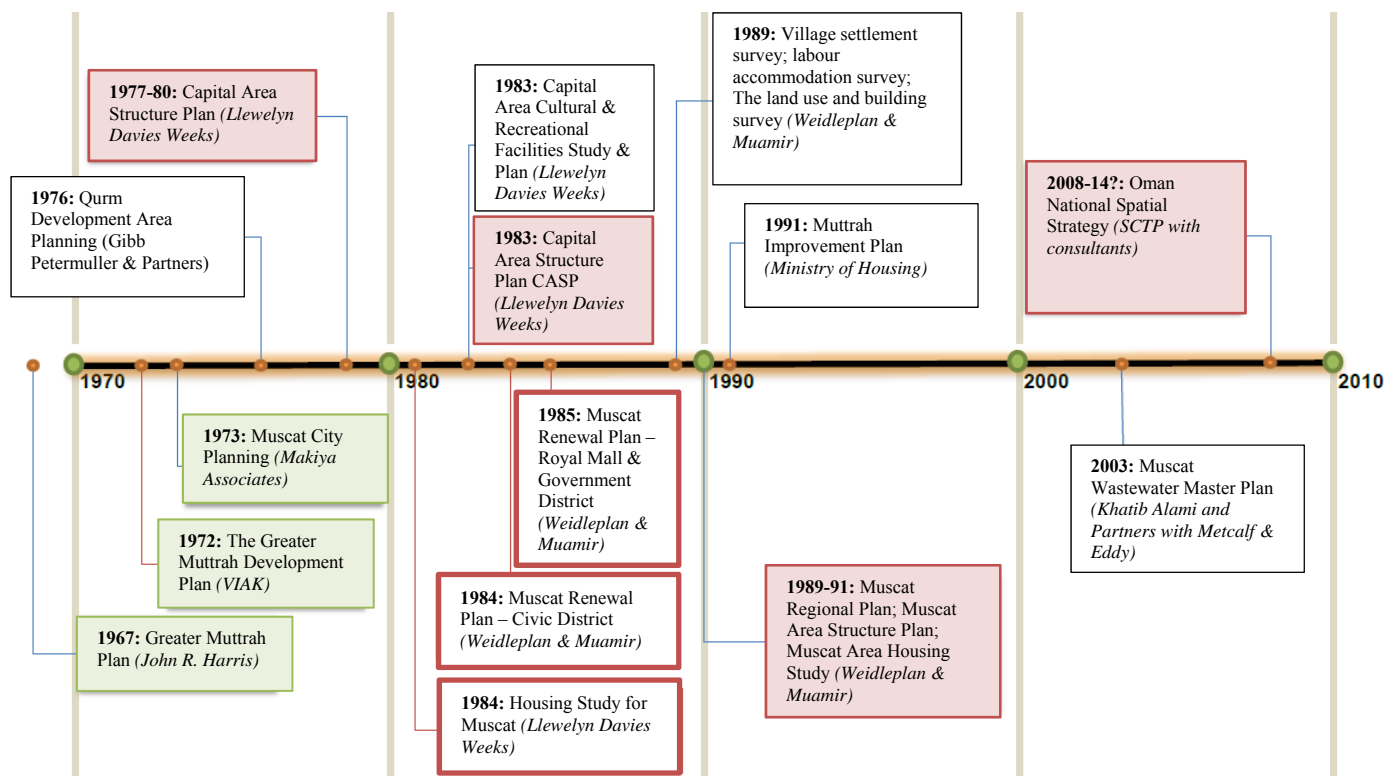 1977-80: Capital Area
Structure Plan (Llewelyn
Davies Weeks)
1976: Qurm
Development Area
Planning (Gibb
Petermuller & Partners)
1983: Capital
Area Cultural &
Recreational
Facilities Study &
Plan (Llewelyn
Davies Weeks)
1983: Capital
Area Structure
Plan CASP
(Llewelyn Davies
Weeks)
1989: Village settlement
survey; labour
accommodation survey;
The land use and building
survey (Weidleplan &
Muamir)
1991: Muttrah
Improvement Plan
(Ministry of Housing)
2008-14?: Oman
National Spatial
Strategy (SCTP with
consultants)
1970
1980
1990
2000
2010
1973: Muscat City
Planning (Makiya
Associates)
1972: The Greater
Muttrah Development
Plan (VIAK)
1967: Greater Muttrah
Plan (John R. Harris)
1985: Muscat
Renewal Plan –
Royal Mall &
Government
District
(Weidleplan &
Muamir)
1984: Muscat Renewal
Plan – Civic District
(Weidleplan & Muamir)
1984: Housing Study for
Muscat (Llewelyn Davies
Weeks)
1989-91: Muscat
Regional Plan; Muscat
Area Structure Plan;
Muscat Area Housing
Study (Weidleplan &
Muamir)
2003: Muscat
Wastewater Master Plan
(Khatib Alami and
Partners with Metcalf &
Eddy)